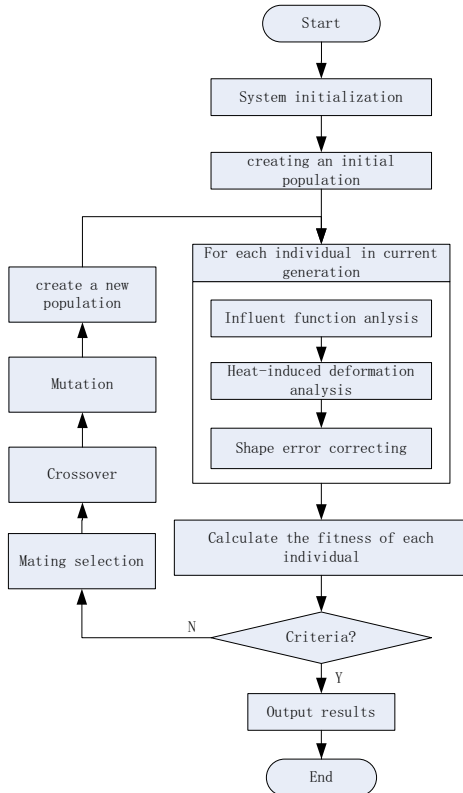 Start
System initialization
creating an initial
population
For each individual in current
generation
Influent function anlysis
Heat-induced deformation
analysis
Shape error correcting
Calculate the fitness of each
individual
Criteria?
N
Y
Mating selection
Crossover
Mutation
create a new
population
Output results
End